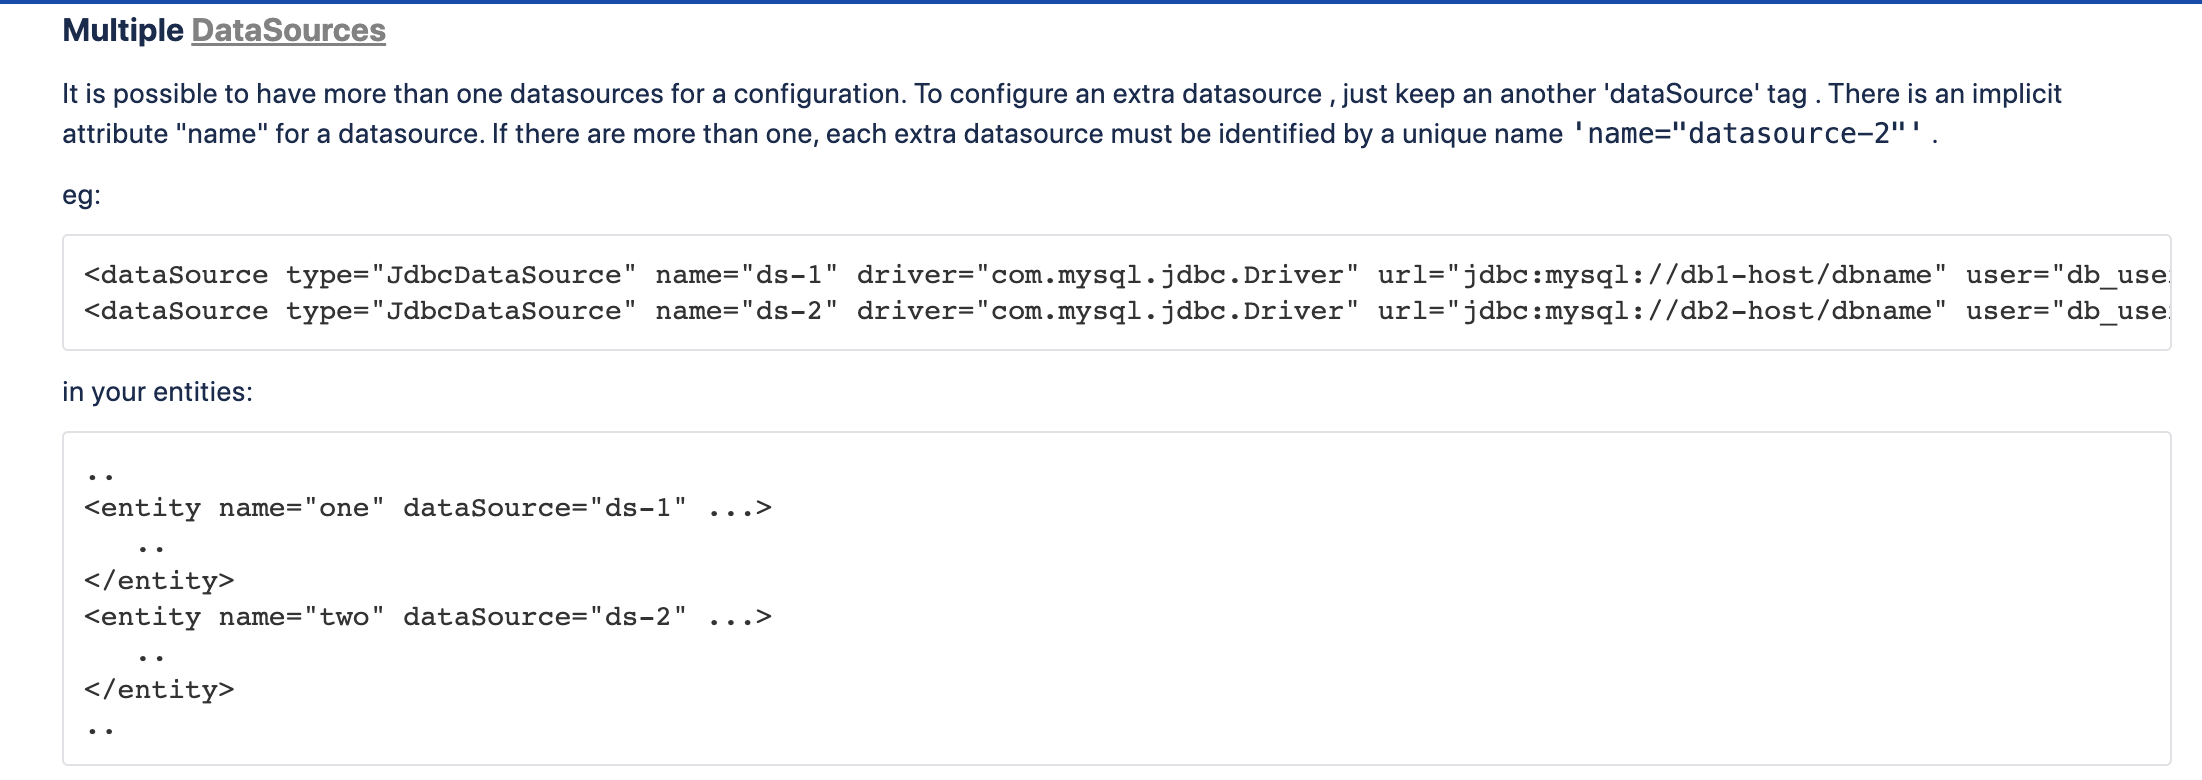 Multiple DataSources
It is possible to have more than one datasources for a configuration. To configure an extra datasource , just keep an another 'dataSource' tag . There is an implicit
attribute "name" for a datasource. If there are more than one, each extra datasource must be identified by a unique name 'name="datasource-2"' .
eg:
<dataSource type="JdbcDataSource" name="ds-1" driver="com.mysql.jdbc.Driver" url="jdbc:mysql://db1-host/dbname" user="db_use
<dataSource type="JdbcDataSource" name="ds-2" driver="com.mysql.jdbc.Driver" url="jdbc:mysql://db2-host/dbname" user="db_use
in your entities:
..
<entity name="one" dataSource="ds-1" ...>
   ..
</entity>
<entity name="two" dataSource="ds-2" ...>
   ..
</entity>
..